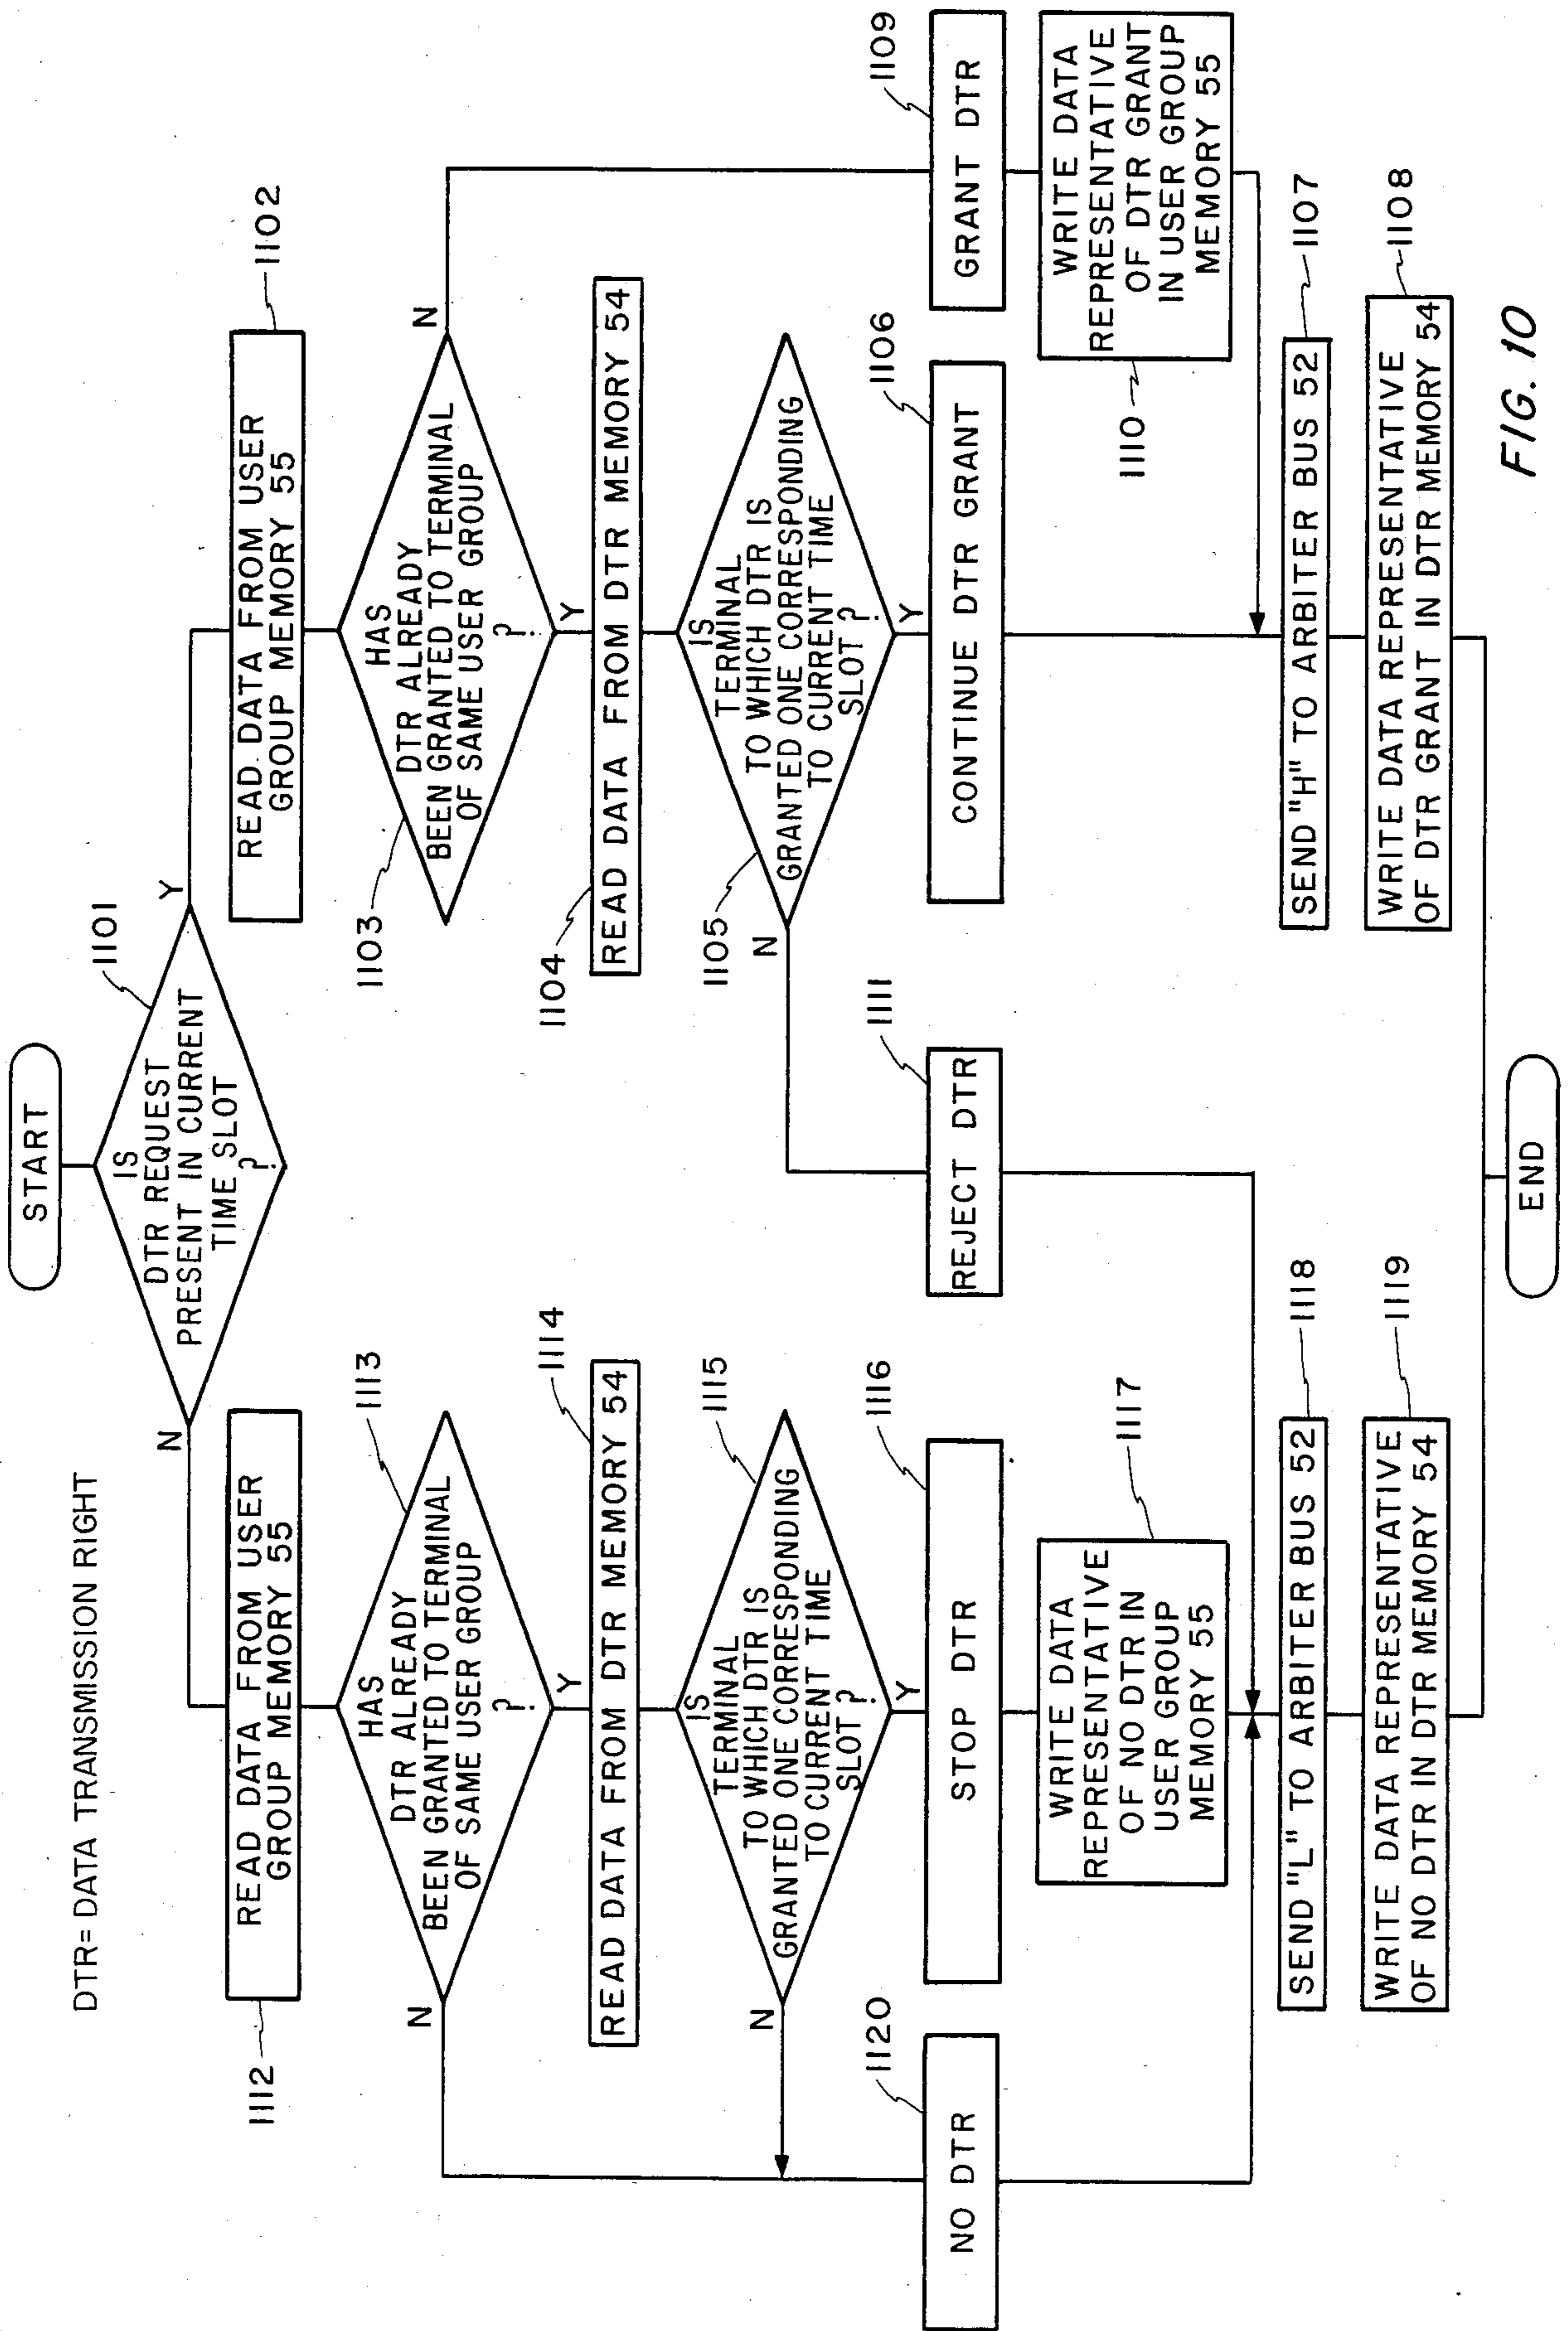 DTR= DATA TRANSMISSION RIGHT
START
IS
DTR REQUEST
PRESENT IN CURRENT
TIME SLOT
?
1101
N
Y
READ DATA FROM USER
GROUP MEMORY 55
1112
HAS
DTR ALREADY
BEEN GRANTED TO TERMINAL
OF SAME USER GROUP
?
1113
N
Y
READ DATA FROM DTR MEMORY 54
1114
IS
TERMINAL
TO WHICH DTR IS
GRANTED ONE CORRESPONDING
TO CURRENT TIME
SLOT ?
1115
N
Y
NO DTR
1120
STOP DTR
1116
WRITE DATA
REPRESENTATIVE
OF NO DTR IN
USER GROUP
MEMORY 55
1117
SEND "L" TO ARBITER BUS 52
1118
WRITE DATA REPRESENTATIVE
OF NO DTR IN DTR MEMORY 54
1119
READ DATA FROM USER
GROUP MEMORY 55
1102
HAS
DTR ALREADY
BEEN GRANTED TO TERMINAL
OF SAME USER GROUP
?
1103
N
Y
READ DATA FROM DTR MEMORY 54
1104
IS
TERMINAL
TO WHICH DTR IS
GRANTED ONE CORRESPONDING
TO CURRENT TIME
SLOT ?
1105
N
Y
REJECT DTR
1111
CONTINUE DTR GRANT
1106
GRANT DTR
1109
WRITE DATA
REPRESENTATIVE
OF DTR GRANT
IN USER GROUP
MEMORY 55
1110
SEND "H" TO ARBITER BUS 52
1107
WRITE DATA REPRESENTATIVE
OF DTR GRANT IN DTR MEMORY 54
1108
END
FIG. 10